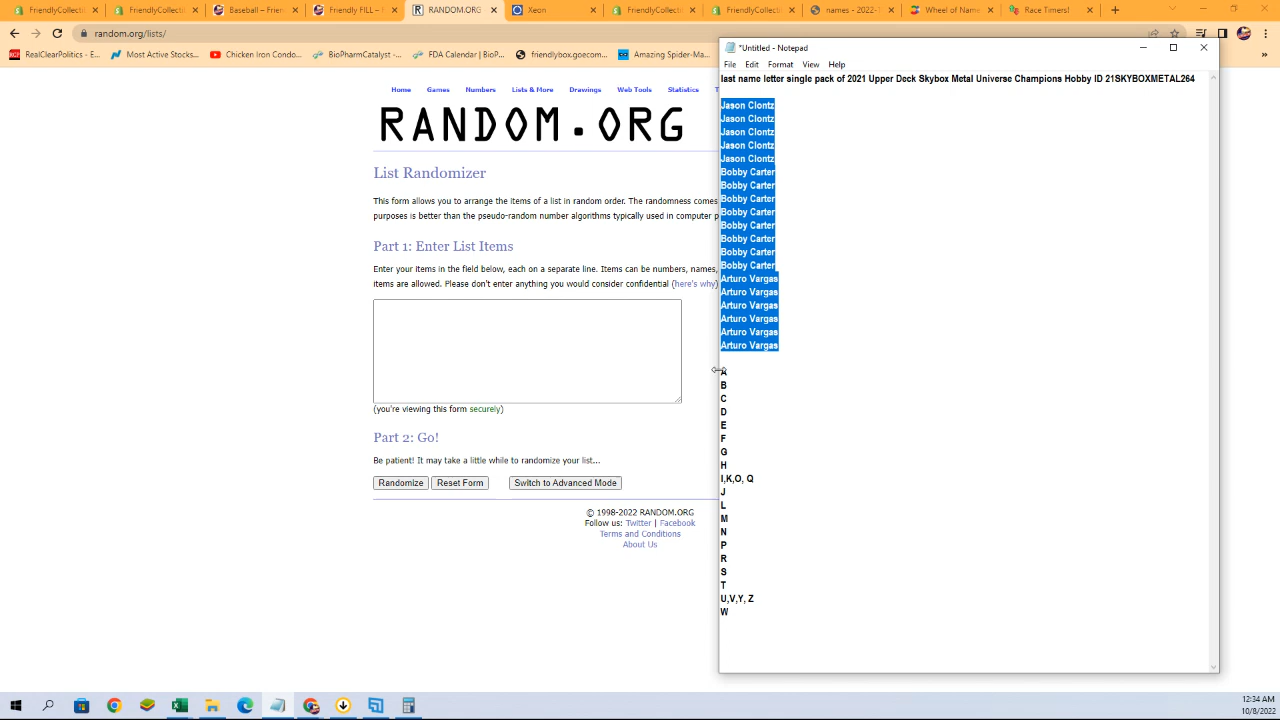 FriendlyCollecti
FriendlyCollecti
Baseball – Frien
Friendly FILL – F
RANDOM.ORG
Xeon
FriendlyCollectin
FriendlyCollectin
names - 2022-1
Wheel of Name
Race Timers!
random.org/lists/
RealClearPolitics - E...
Most Active Stocks...
Chicken Iron Condo...
BioPharmCatalyst -...
FDA Calendar | BioP...
friendlybox.goecom...
Amazing Spider-Ma...
Home Games Numbers Lists & More Drawings Web Tools Statistics T
RANDOM.ORG
List Randomizer
This form allows you to arrange the items of a list in random order. The randomness comes
purposes is better than the pseudo-random number algorithms typically used in computer p
Part 1: Enter List Items
Enter your items in the field below, each on a separate line. Items can be numbers, names,
items are allowed. Please don't enter anything you would consider confidential (here's why)
(you're viewing this form securely)
Part 2: Go!
Be patient! It may take a little while to randomize your list...
Randomize Reset Form Switch to Advanced Mode
© 1998-2022 RANDOM.ORG
Follow us: Twitter | Facebook
Terms and Conditions
About Us
*Untitled - Notepad
File Edit Format View Help
last name letter single pack of 2021 Upper Deck Skybox Metal Universe Champions Hobby ID 21SKYBOXMETAL264
Jason Clontz
Jason Clontz
Jason Clontz
Jason Clontz
Jason Clontz
Bobby Carter
Bobby Carter
Bobby Carter
Bobby Carter
Bobby Carter
Bobby Carter
Bobby Carter
Bobby Carter
Arturo Vargas
Arturo Vargas
Arturo Vargas
Arturo Vargas
Arturo Vargas
Arturo Vargas
A
B
C
D
E
F
G
H
I,K,O, Q
J
L
M
N
P
R
S
T
U,V,Y, Z
W
12:34 AM
10/8/2022